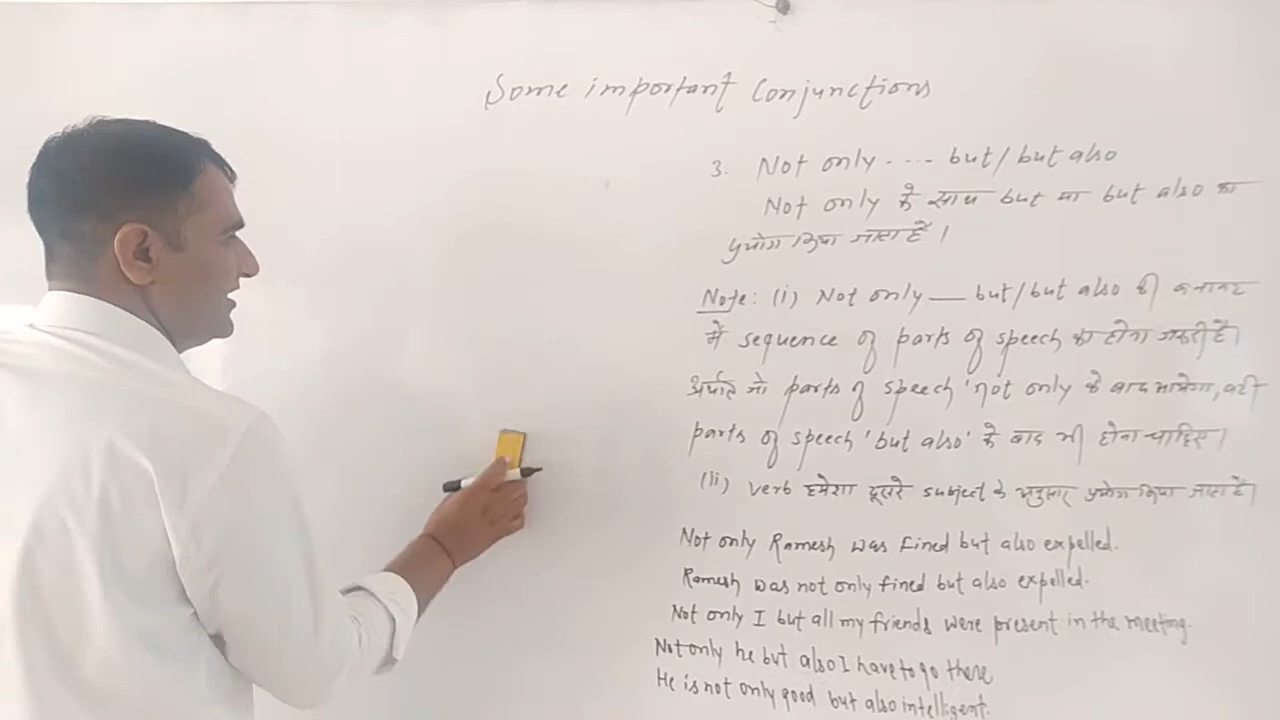 Some important Conjunctions
3. Not only ---- but/but also
Not only के साथ but या but also का
प्रयोग किया जाता है।
Note: (i) Not only — but/but also की बनावट
में sequence of parts of speech का होना जरूरी है।
अर्थात जो parts of speech 'not only के बाद आयेगा, वही
parts of speech 'but also' के बाद भी होना चाहिए।
(ii) verb हमेशा दूसरे subject के अनुसार प्रयोग किया जाता है।
Not only Ramesh was fined but also expelled.
Ramesh was not only fined but also expelled.
Not only I but all my friends were present in the meeting.
Not only he but also I have to go there
He is not only good but also intelligent.